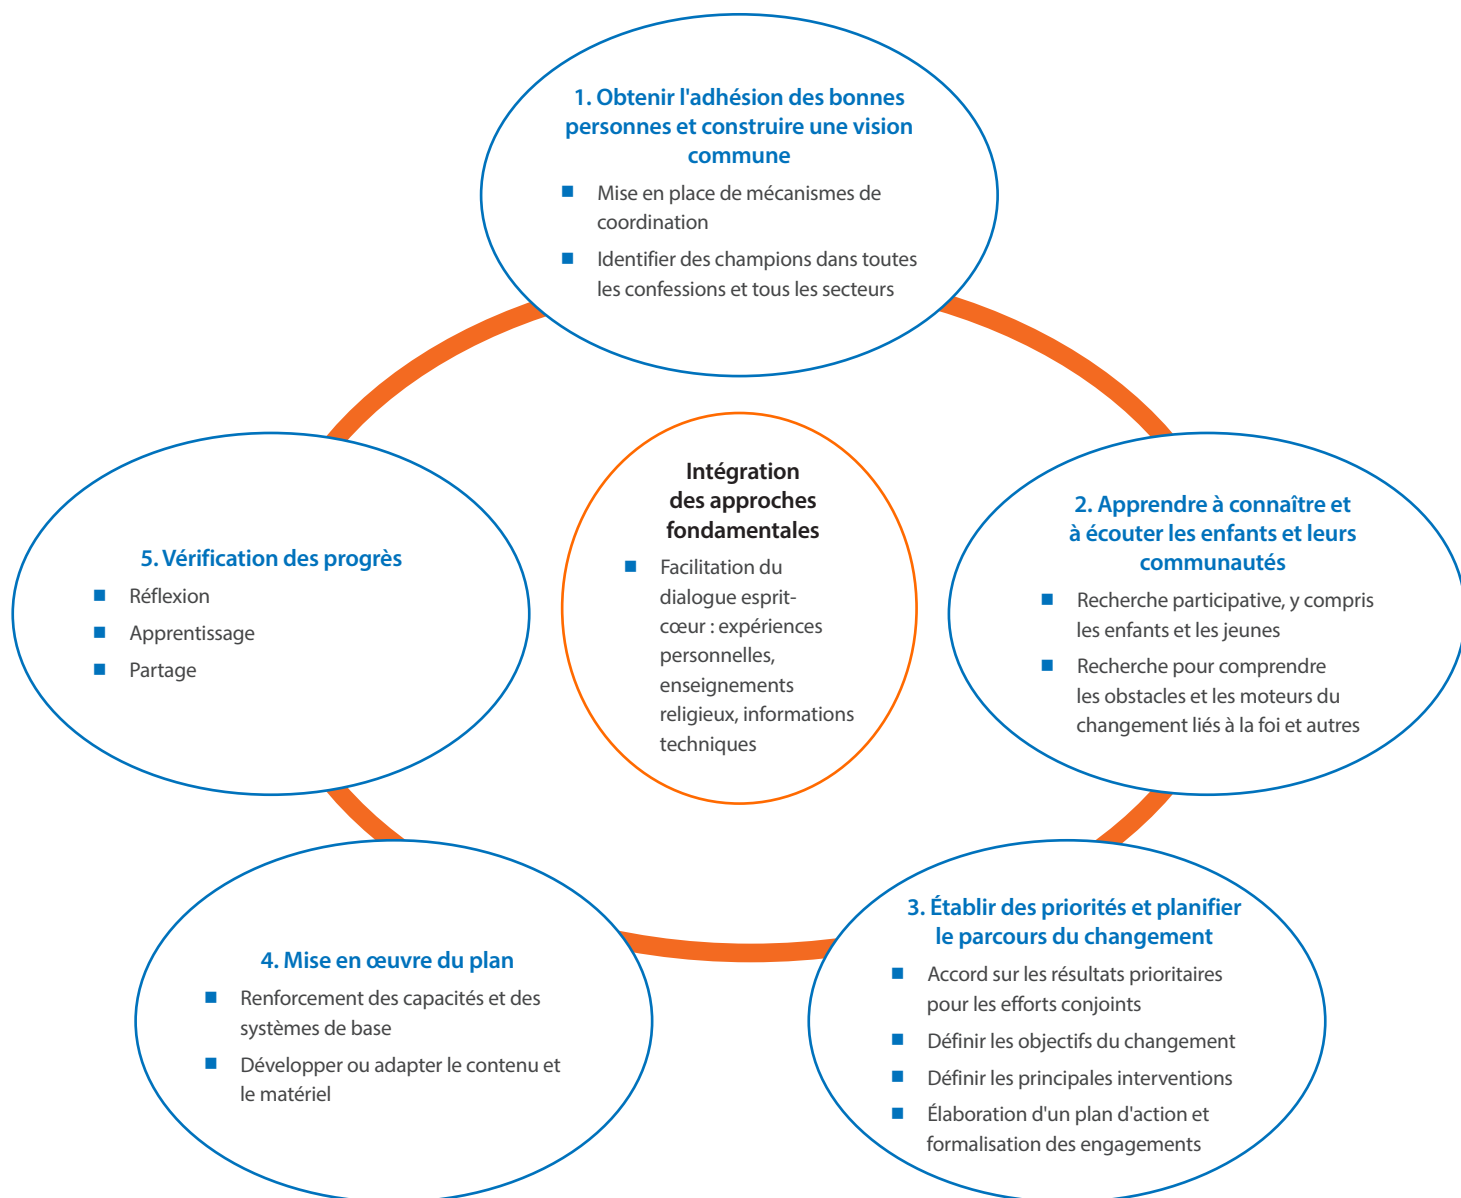 1. Obtenir l'adhésion des bonnes
personnes et construire une vision
commune
■ Mise en place de mécanismes de
coordination
■ Identifier des champions dans toutes
les confessions et tous les secteurs
Intégration
des approches
fondamentales
■ Facilitation du
dialogue esprit-
cœur : expériences
personnelles,
enseignements
religieux, informations
techniques
2. Apprendre à connaître et
à écouter les enfants et leurs
communautés
■ Recherche participative, y compris
les enfants et les jeunes
■ Recherche pour comprendre
les obstacles et les moteurs du
changement liés à la foi et autres
3. Établir des priorités et planifier
le parcours du changement
■ Accord sur les résultats prioritaires
pour les efforts conjoints
■ Définir les objectifs du changement
■ Définir les principales interventions
■ Élaboration d'un plan d'action et
formalisation des engagements
4. Mise en œuvre du plan
■ Renforcement des capacités et des
systèmes de base
■ Développer ou adapter le contenu et
le matériel
5. Vérification des progrès
■ Réflexion
■ Apprentissage
■ Partage